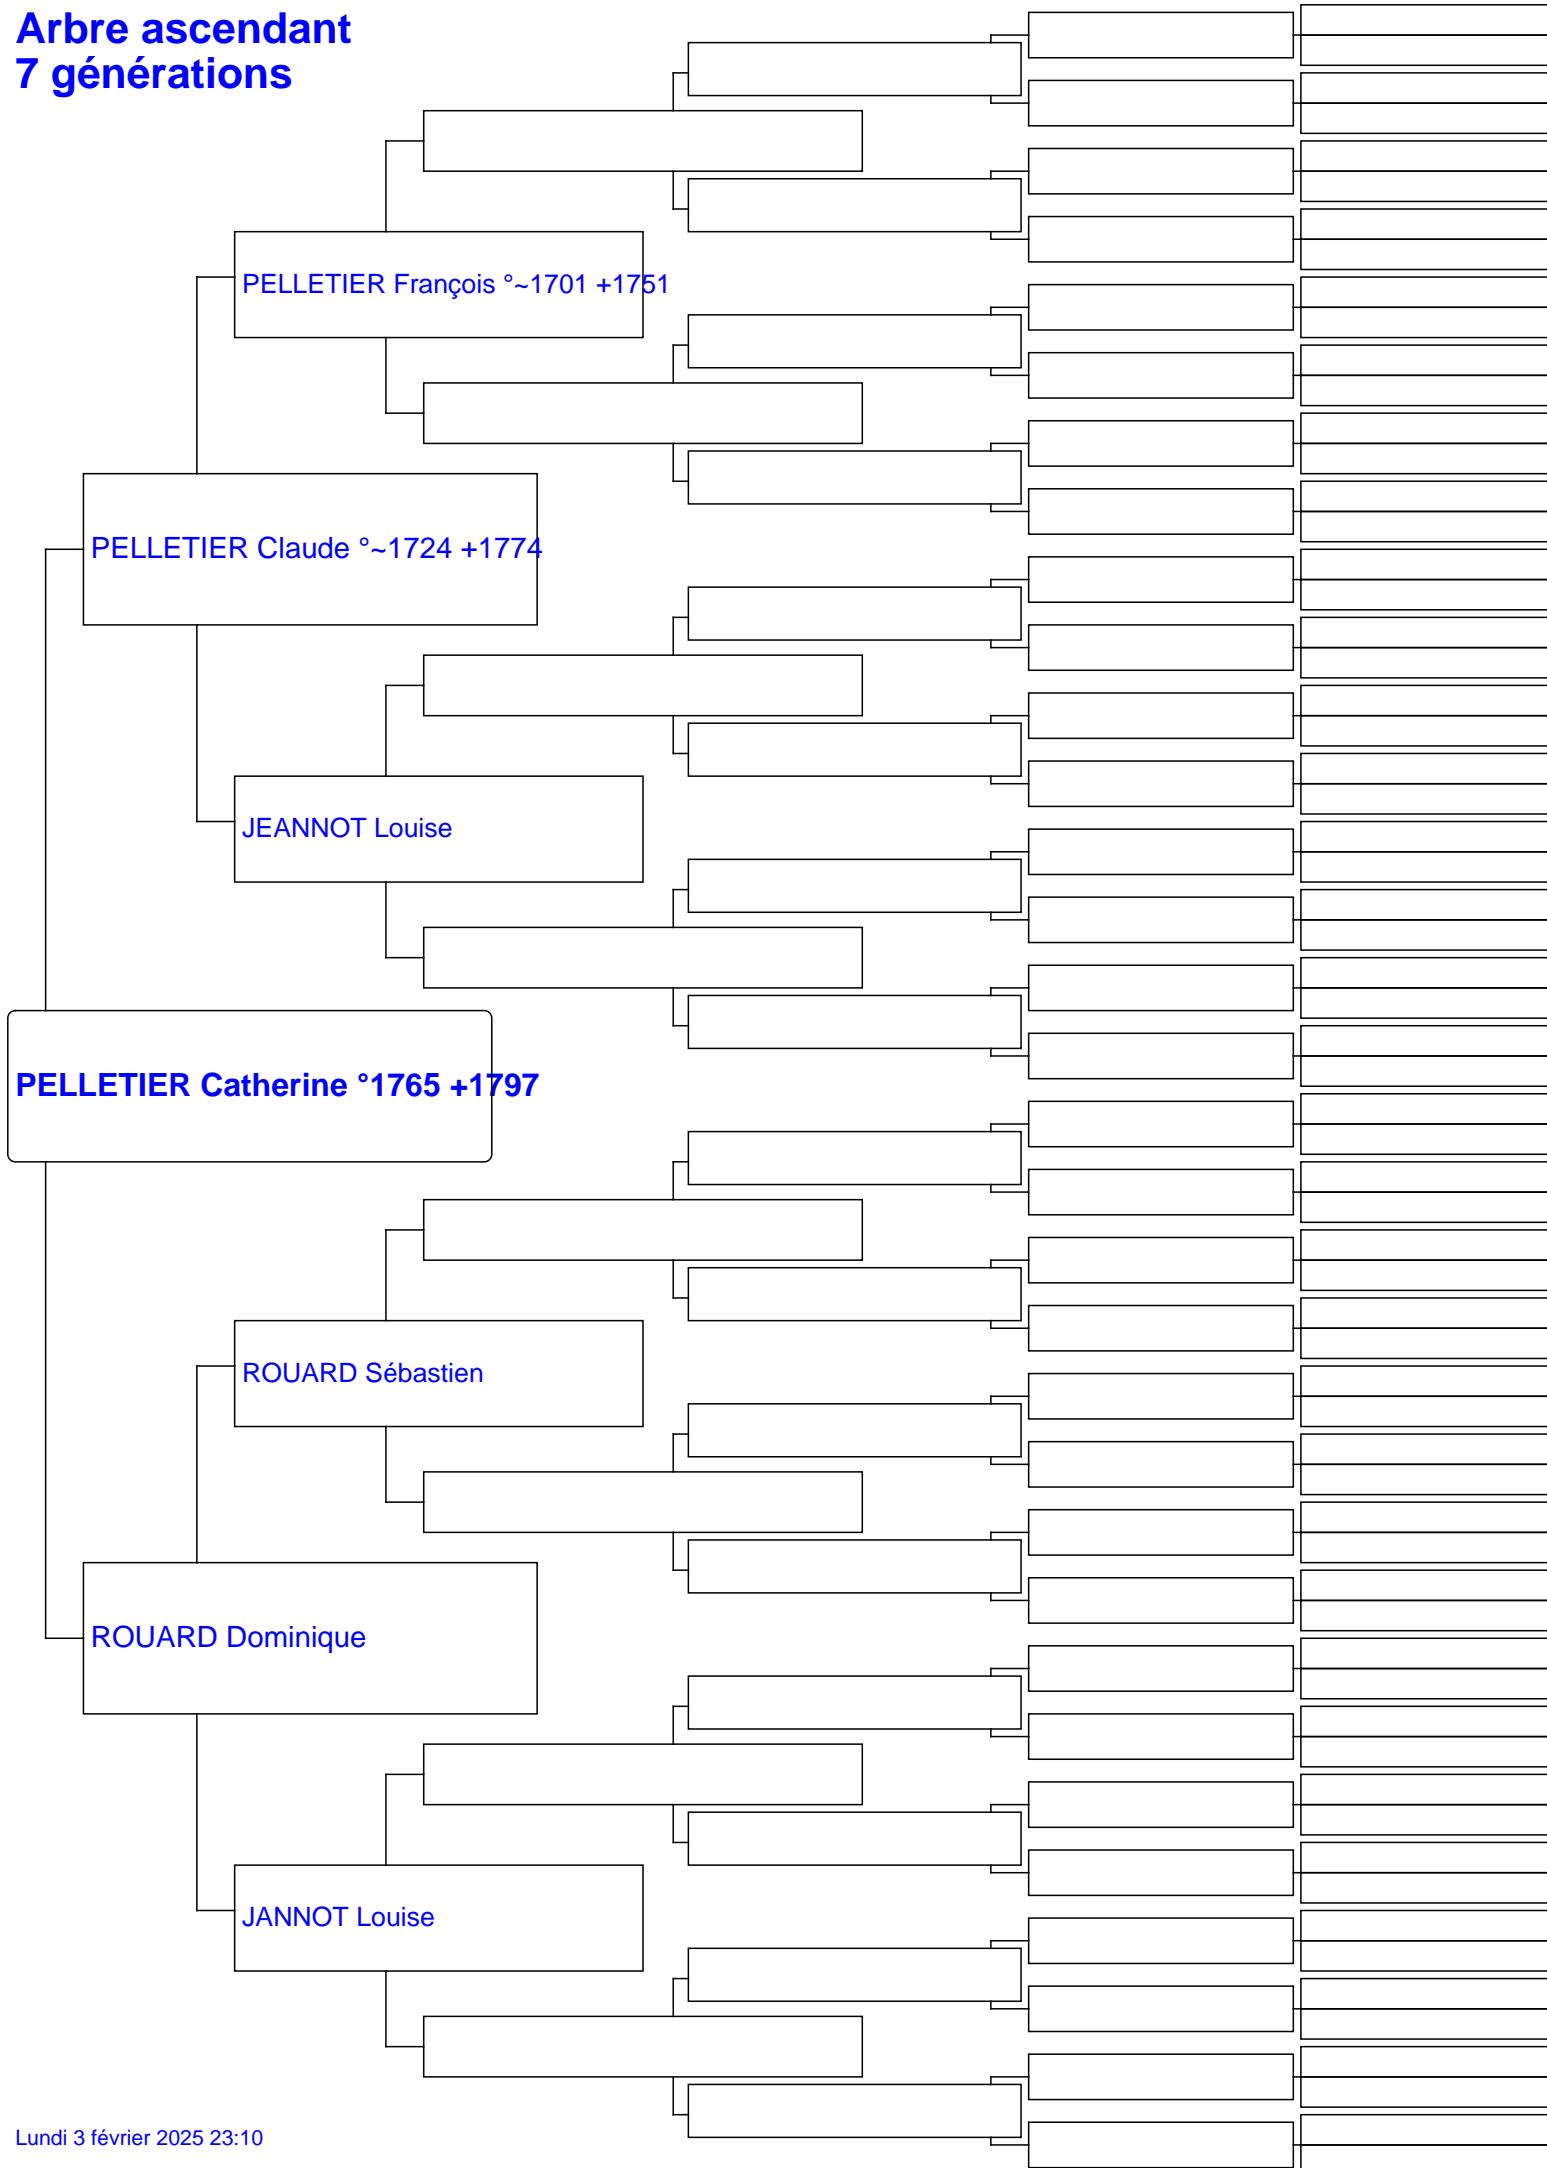 Arbre ascendant
7 générations
PELLETIER François °~1701 +1751
PELLETIER Claude °~1724 +1774
JEANNOT Louise
PELLETIER Catherine °1765 +1797
ROUARD Sébastien
ROUARD Dominique
JANNOT Louise
Lundi 3 février 2025 23:10